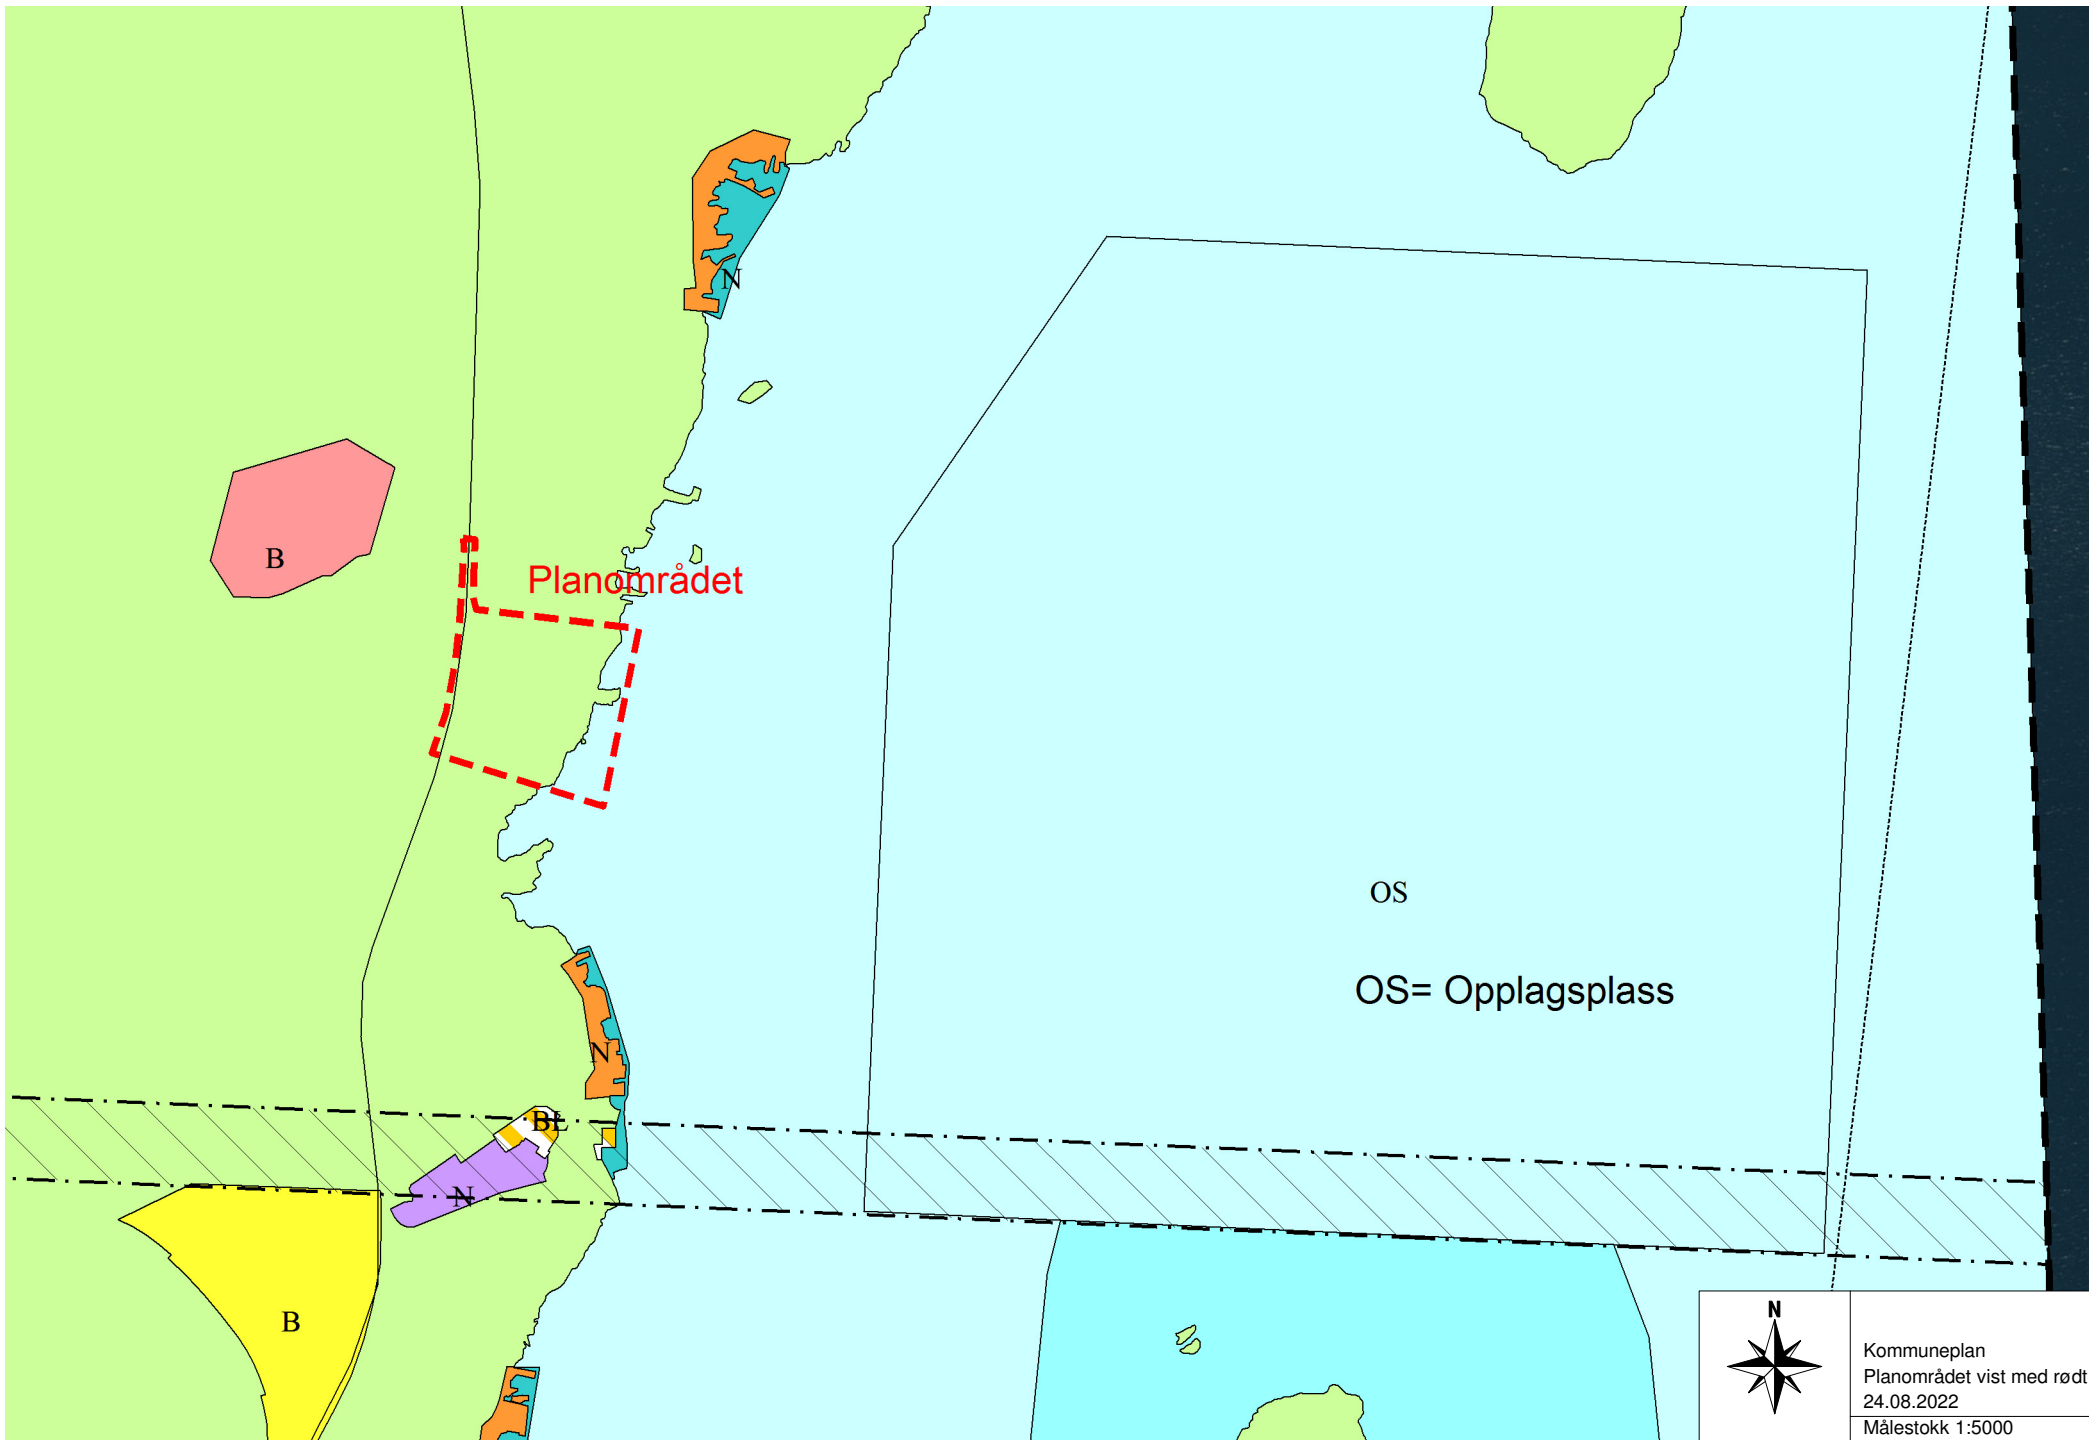 N
B
Planområdet
OS
OS= Opplagsplass
N
BL
N
B
N
Kommuneplan
Planområdet vist med rødt
24.08.2022
Målestokk 1:5000